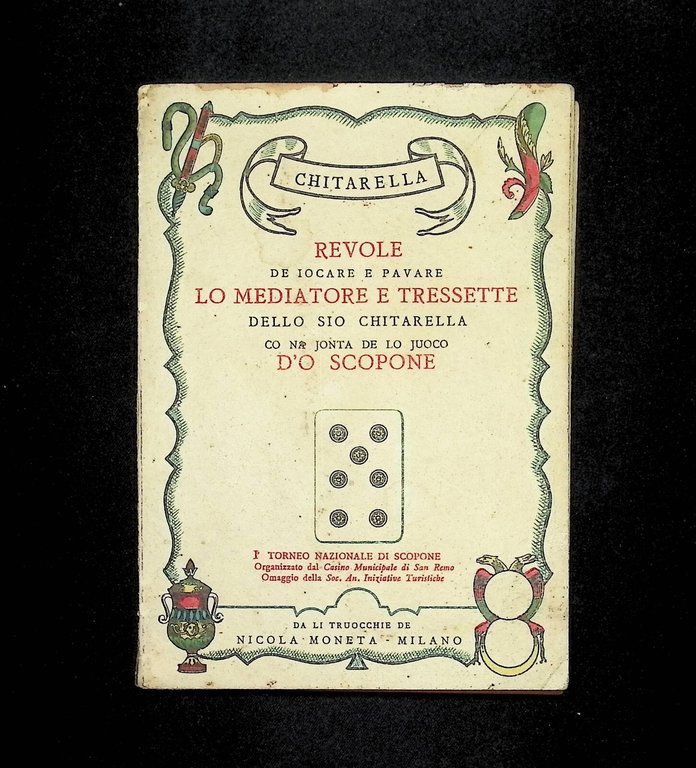 CHITARELLA
REVOLE
DE IOCARE E PAVARE
LO MEDIATORE E TRESSETTE
DELLO SIO CHITARELLA
CO NA JONTA DE LO JUOCO
D'O SCOPONE
I° TORNEO NAZIONALE DI SCOPONE
Organizzato dal Casino Municipale di San Remo
Omaggio della Soc. An. Iniziative Turistiche
DA LI TRUOCCHIE DE
NICOLA MONETA - MILANO